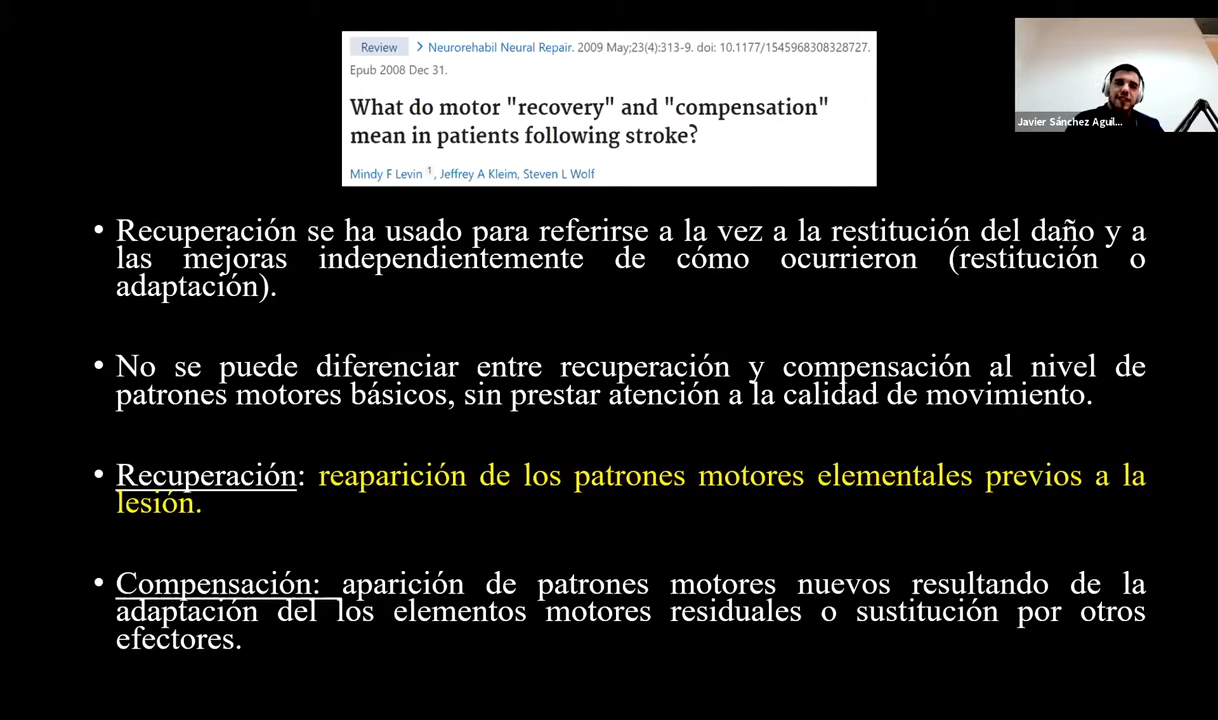 Review > Neurorehabil Neural Repair. 2009 May;23(4):313-9. doi: 10.1177/1545968308328727.
Epub 2008 Dec 31.
What do motor "recovery" and "compensation"
mean in patients following stroke?
Mindy F Levin 1, Jeffrey A Kleim, Steven L Wolf
Javier Sánchez Aguil...
• Recuperación se ha usado para referirse a la vez a la restitución del daño y a
las mejoras independientemente de cómo ocurrieron (restitución o
adaptación).
• No se puede diferenciar entre recuperación y compensación al nivel de
patrones motores básicos, sin prestar atención a la calidad de movimiento.
• Recuperación: reaparición de los patrones motores elementales previos a la
lesión.
• Compensación: aparición de patrones motores nuevos resultando de la
adaptación del los elementos motores residuales o sustitución por otros
efectores.